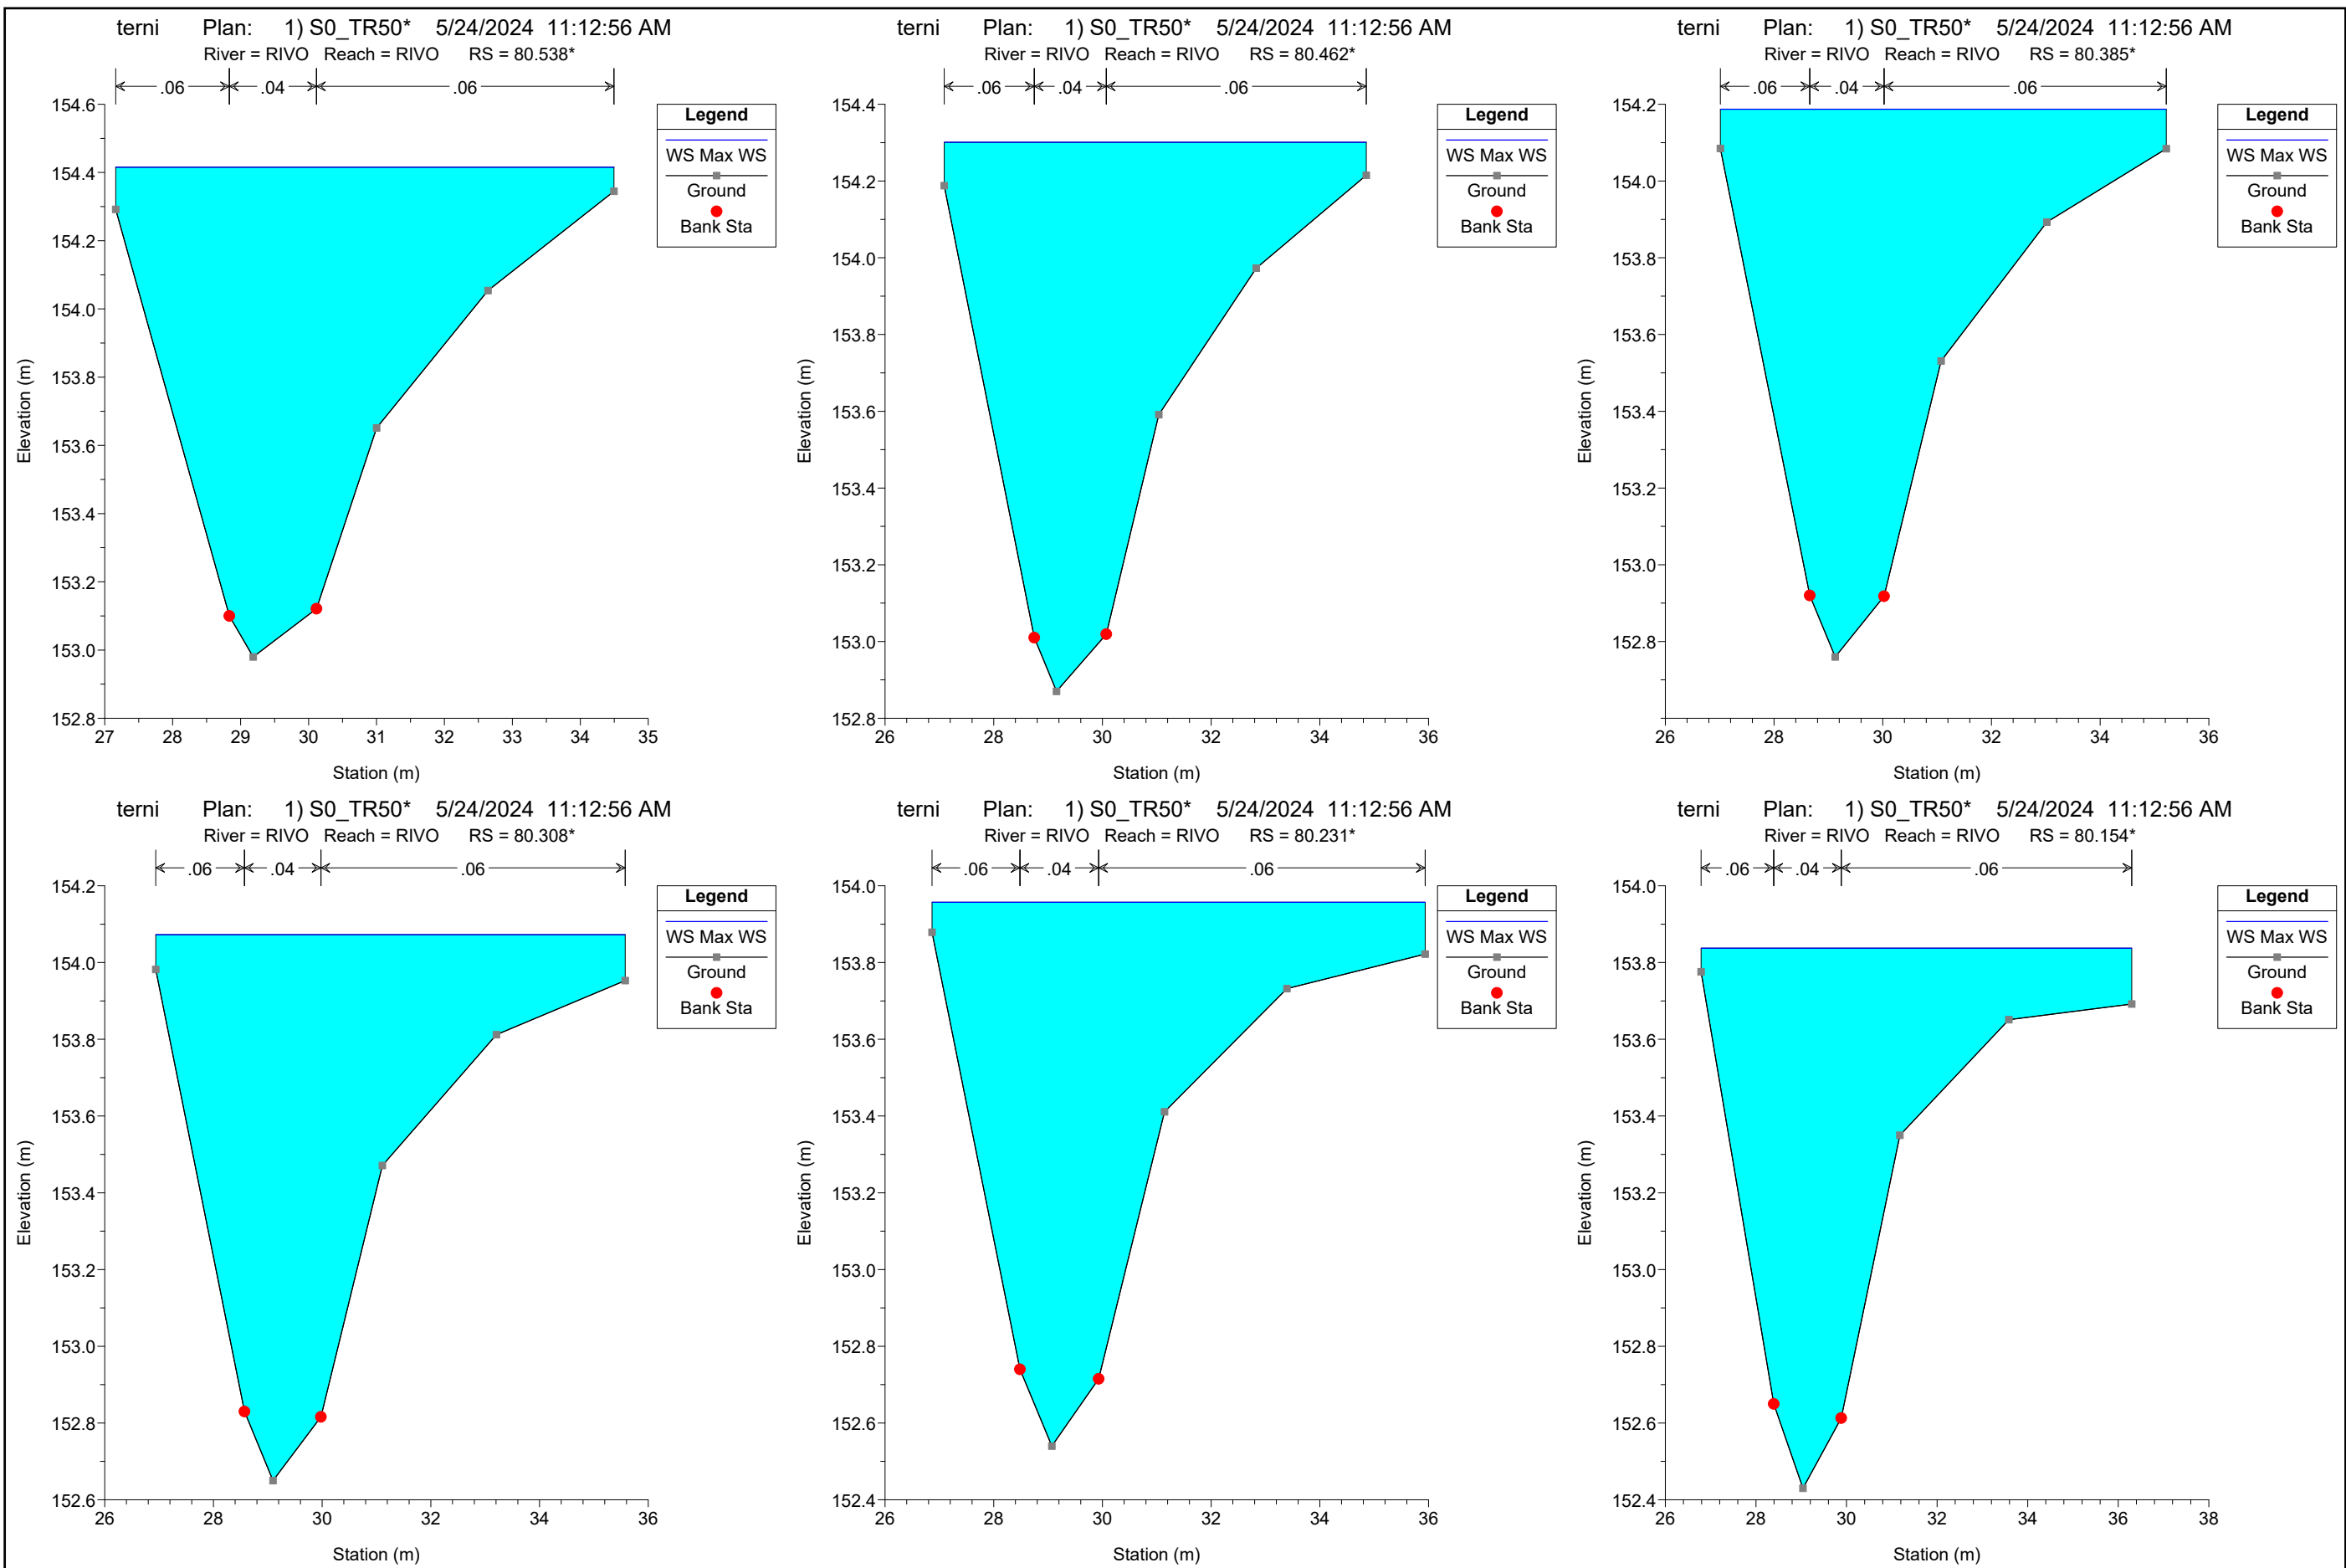 terni Plan: 1) S0_TR50* 5/24/2024 11:12:56 AM
River = RIVO Reach = RIVO RS = 80.538*
.06 .04 .06
154.6
154.4
154.2
154.0
153.8
153.6
153.4
153.2
153.0
152.8
27 28 29 30 31 32 33 34 35
Station (m)
Elevation (m)
Legend
WS Max WS
Ground
Bank Sta
terni Plan: 1) S0_TR50* 5/24/2024 11:12:56 AM
River = RIVO Reach = RIVO RS = 80.462*
.06 .04 .06
154.4
154.2
154.0
153.8
153.6
153.4
153.2
153.0
152.8
26 28 30 32 34 36
Station (m)
Elevation (m)
Legend
WS Max WS
Ground
Bank Sta
terni Plan: 1) S0_TR50* 5/24/2024 11:12:56 AM
River = RIVO Reach = RIVO RS = 80.385*
.06 .04 .06
154.2
154.0
153.8
153.6
153.4
153.2
153.0
152.8
26 28 30 32 34 36
Station (m)
Elevation (m)
Legend
WS Max WS
Ground
Bank Sta
terni Plan: 1) S0_TR50* 5/24/2024 11:12:56 AM
River = RIVO Reach = RIVO RS = 80.308*
.06 .04 .06
154.2
154.0
153.8
153.6
153.4
153.2
153.0
152.8
152.6
26 28 30 32 34 36
Station (m)
Elevation (m)
Legend
WS Max WS
Ground
Bank Sta
terni Plan: 1) S0_TR50* 5/24/2024 11:12:56 AM
River = RIVO Reach = RIVO RS = 80.231*
.06 .04 .06
154.0
153.8
153.6
153.4
153.2
153.0
152.8
152.6
152.4
26 28 30 32 34 36
Station (m)
Elevation (m)
Legend
WS Max WS
Ground
Bank Sta
terni Plan: 1) S0_TR50* 5/24/2024 11:12:56 AM
River = RIVO Reach = RIVO RS = 80.154*
.06 .04 .06
154.0
153.8
153.6
153.4
153.2
153.0
152.8
152.6
152.4
26 28 30 32 34 36 38
Station (m)
Elevation (m)
Legend
WS Max WS
Ground
Bank Sta